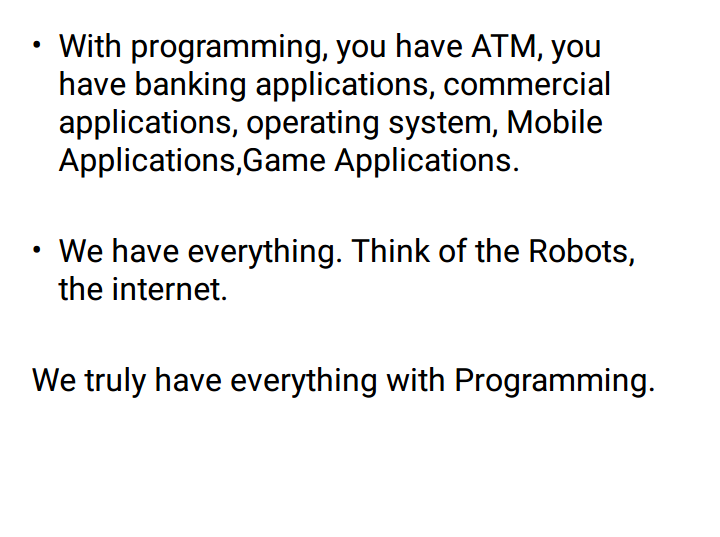 • With programming, you have ATM, you
have banking applications, commercial
applications, operating system, Mobile
Applications,Game Applications.
• We have everything. Think of the Robots,
the internet.
We truly have everything with Programming.